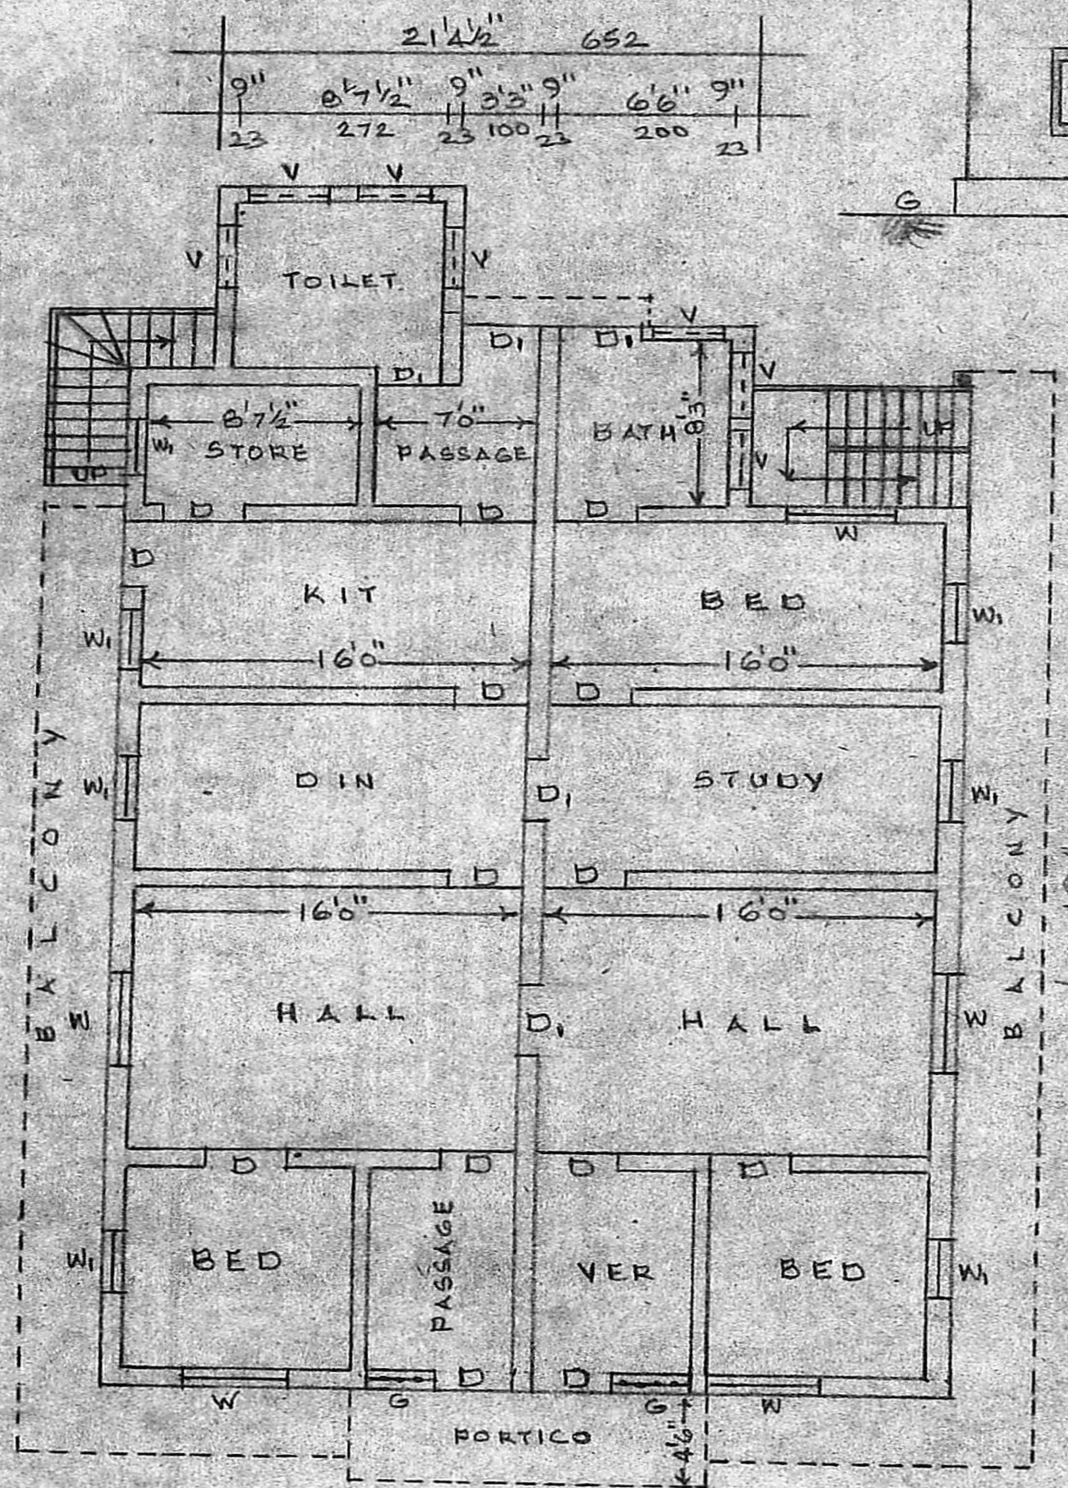 21'4½" 652
9" 8'7½" 9" 3'3" 9" 6'6" 9"
23 272 23 100 23 200 23
G
V V
V TOILET V
V
D1 D1
V
D1
8'7½" 7'0" 8'3"
W1 STORE PASSAGE BATH UP
V
UP
D D D
W
D
KIT BED
W1 W1
16'0" 16'0"
D D
DIN STUDY
W1 D1 W1
BALCONY BALCONY
D D
16'0" 16'0"
HALL HALL
W D1 W
D D D D
BED PASSAGE VER BED
W1 W1
D D
W G G W
PORTICO 4'6"